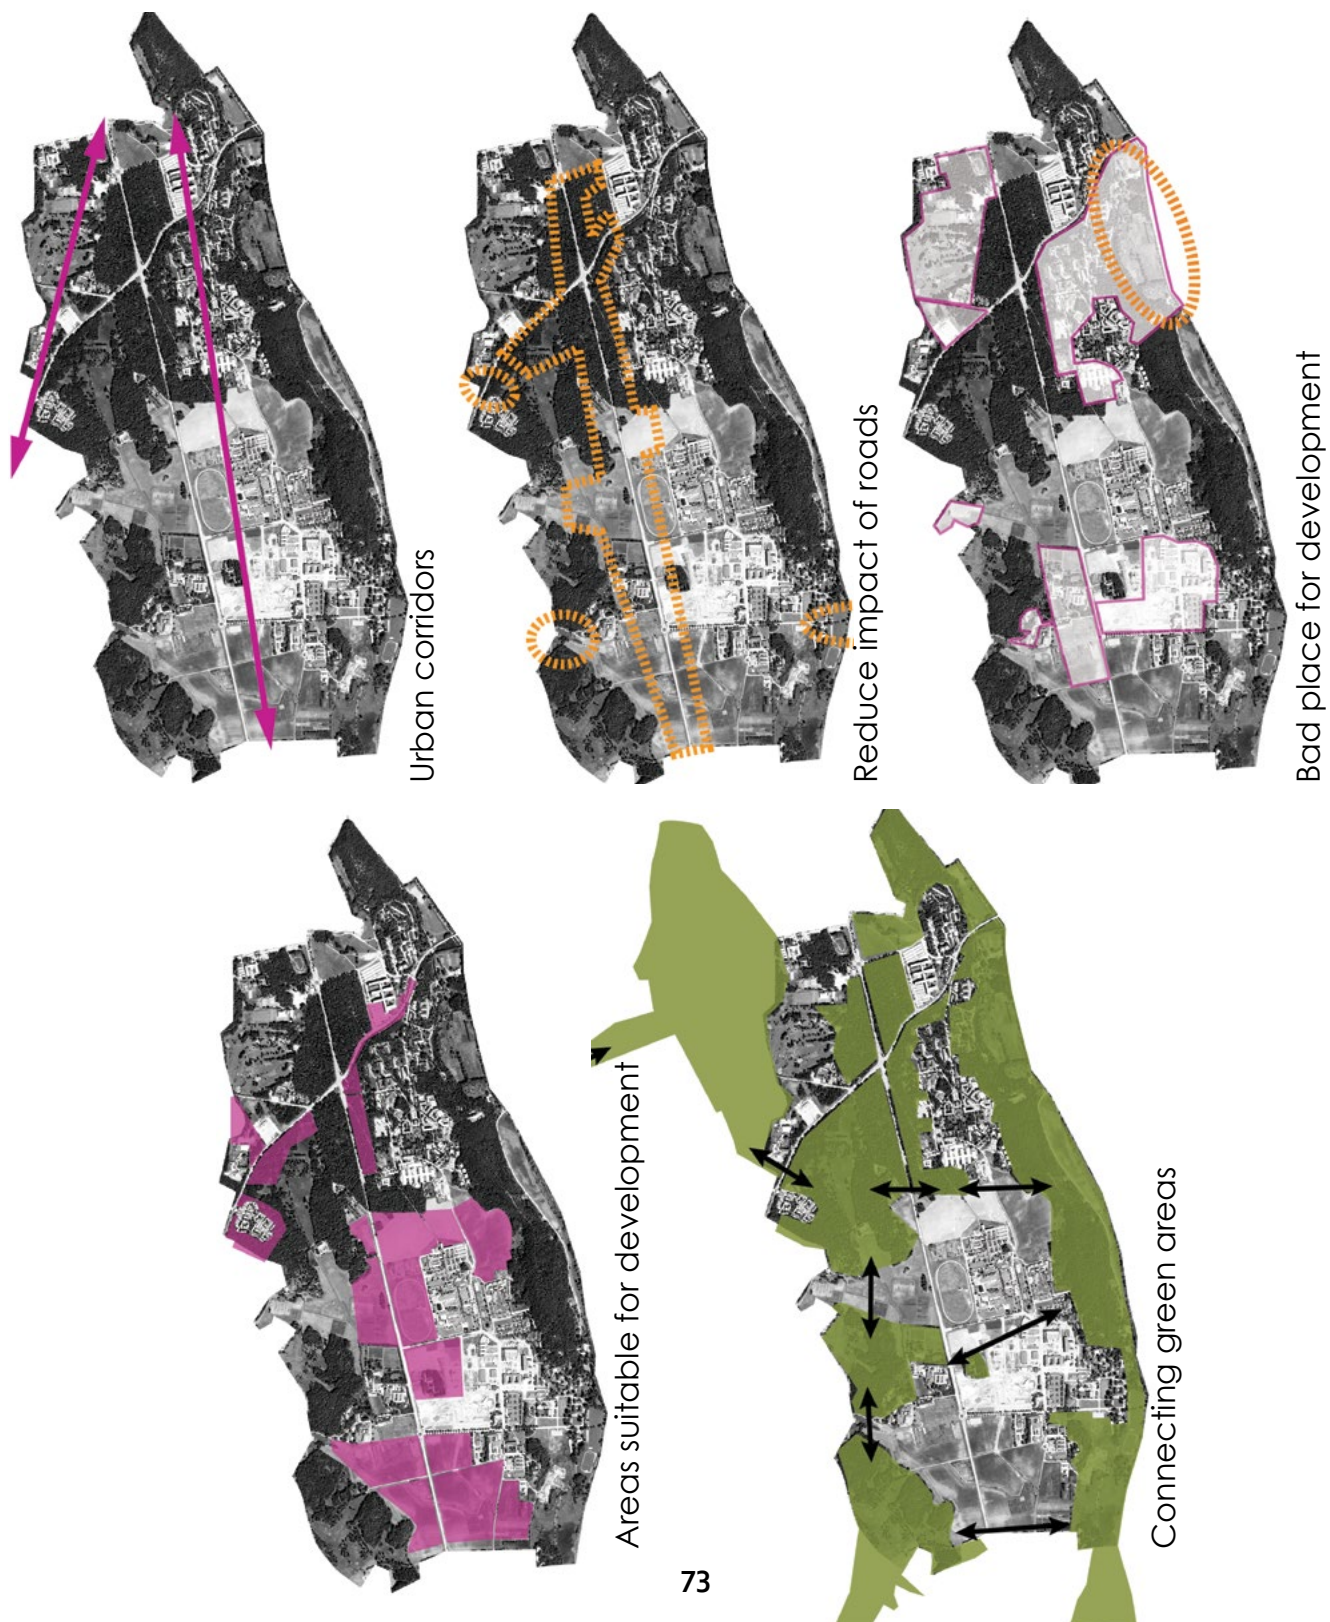 Urban corridors
Reduce impact of roads
Bad place for development
Areas suitable for development
Connecting green areas
73